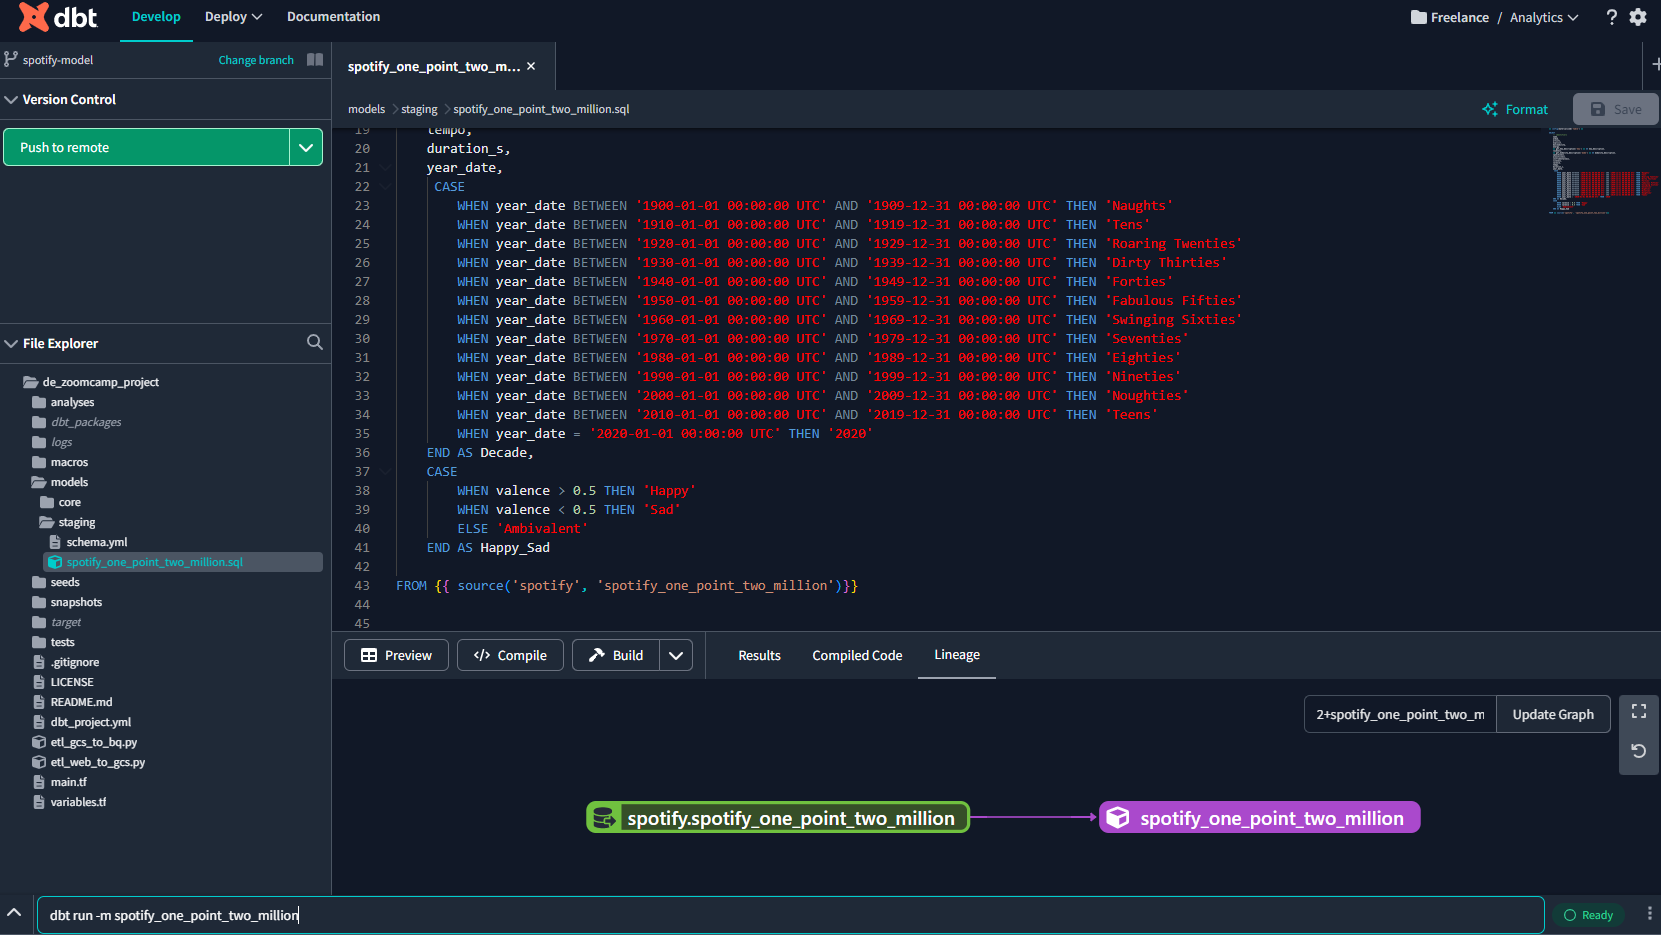 dbt
Develop
Deploy
Documentation
Freelance / Analytics
?
spotify-model
Change branch
Version Control
Push to remote
File Explorer
de_zoomcamp_project
analyses
dbt_packages
logs
macros
models
core
staging
schema.yml
spotify_one_point_two_million.sql
seeds
snapshots
target
tests
.gitignore
LICENSE
README.md
dbt_project.yml
etl_gcs_to_bq.py
etl_web_to_gcs.py
main.tf
variables.tf
spotify_one_point_two_m... ×
models > staging > spotify_one_point_two_million.sql
Format
Save
19 tempo,
20 duration_s,
21 year_date,
22 CASE
23 WHEN year_date BETWEEN '1900-01-01 00:00:00 UTC' AND '1909-12-31 00:00:00 UTC' THEN 'Naughts'
24 WHEN year_date BETWEEN '1910-01-01 00:00:00 UTC' AND '1919-12-31 00:00:00 UTC' THEN 'Tens'
25 WHEN year_date BETWEEN '1920-01-01 00:00:00 UTC' AND '1929-12-31 00:00:00 UTC' THEN 'Roaring Twenties'
26 WHEN year_date BETWEEN '1930-01-01 00:00:00 UTC' AND '1939-12-31 00:00:00 UTC' THEN 'Dirty Thirties'
27 WHEN year_date BETWEEN '1940-01-01 00:00:00 UTC' AND '1949-12-31 00:00:00 UTC' THEN 'Forties'
28 WHEN year_date BETWEEN '1950-01-01 00:00:00 UTC' AND '1959-12-31 00:00:00 UTC' THEN 'Fabulous Fifties'
29 WHEN year_date BETWEEN '1960-01-01 00:00:00 UTC' AND '1969-12-31 00:00:00 UTC' THEN 'Swinging Sixties'
30 WHEN year_date BETWEEN '1970-01-01 00:00:00 UTC' AND '1979-12-31 00:00:00 UTC' THEN 'Seventies'
31 WHEN year_date BETWEEN '1980-01-01 00:00:00 UTC' AND '1989-12-31 00:00:00 UTC' THEN 'Eighties'
32 WHEN year_date BETWEEN '1990-01-01 00:00:00 UTC' AND '1999-12-31 00:00:00 UTC' THEN 'Nineties'
33 WHEN year_date BETWEEN '2000-01-01 00:00:00 UTC' AND '2009-12-31 00:00:00 UTC' THEN 'Noughties'
34 WHEN year_date BETWEEN '2010-01-01 00:00:00 UTC' AND '2019-12-31 00:00:00 UTC' THEN 'Teens'
35 WHEN year_date = '2020-01-01 00:00:00 UTC' THEN '2020'
36 END AS Decade,
37 CASE
38 WHEN valence > 0.5 THEN 'Happy'
39 WHEN valence < 0.5 THEN 'Sad'
40 ELSE 'Ambivalent'
41 END AS Happy_Sad
42
43 FROM {{ source('spotify', 'spotify_one_point_two_million')}}
44
45
Preview
</> Compile
Build
Results
Compiled Code
Lineage
2+spotify_one_point_two_m
Update Graph
spotify.spotify_one_point_two_million
spotify_one_point_two_million
dbt run -m spotify_one_point_two_million
Ready